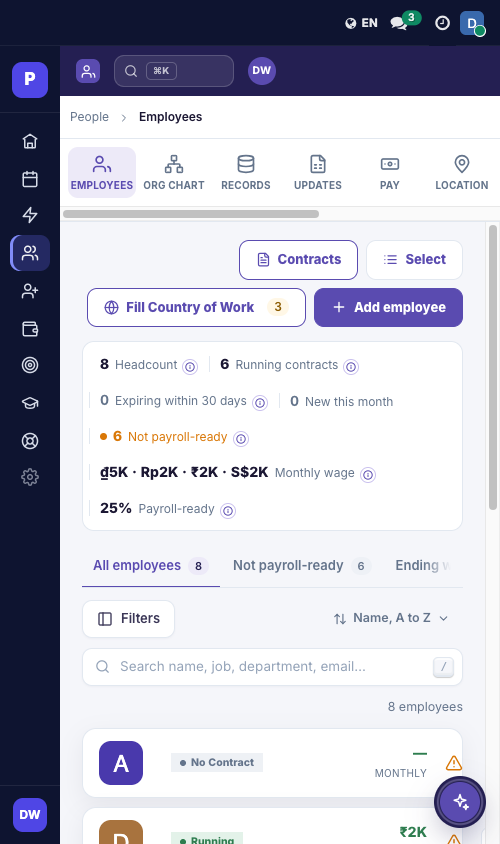 EN 3
D
P ⌘K DW
People Employees
EMPLOYEES ORG CHART RECORDS UPDATES PAY LOCATION
Contracts Select
Fill Country of Work 3 Add employee
8 Headcount 6 Running contracts
0 Expiring within 30 days 0 New this month
6 Not payroll-ready
₫5K · Rp2K · ₹2K · S$2K Monthly wage
25% Payroll-ready
All employees 8 Not payroll-ready 6 Ending
Filters Name, A to Z
Search name, job, department, email... /
8 employees
A No Contract —
MONTHLY
DW
D Running ₹2K